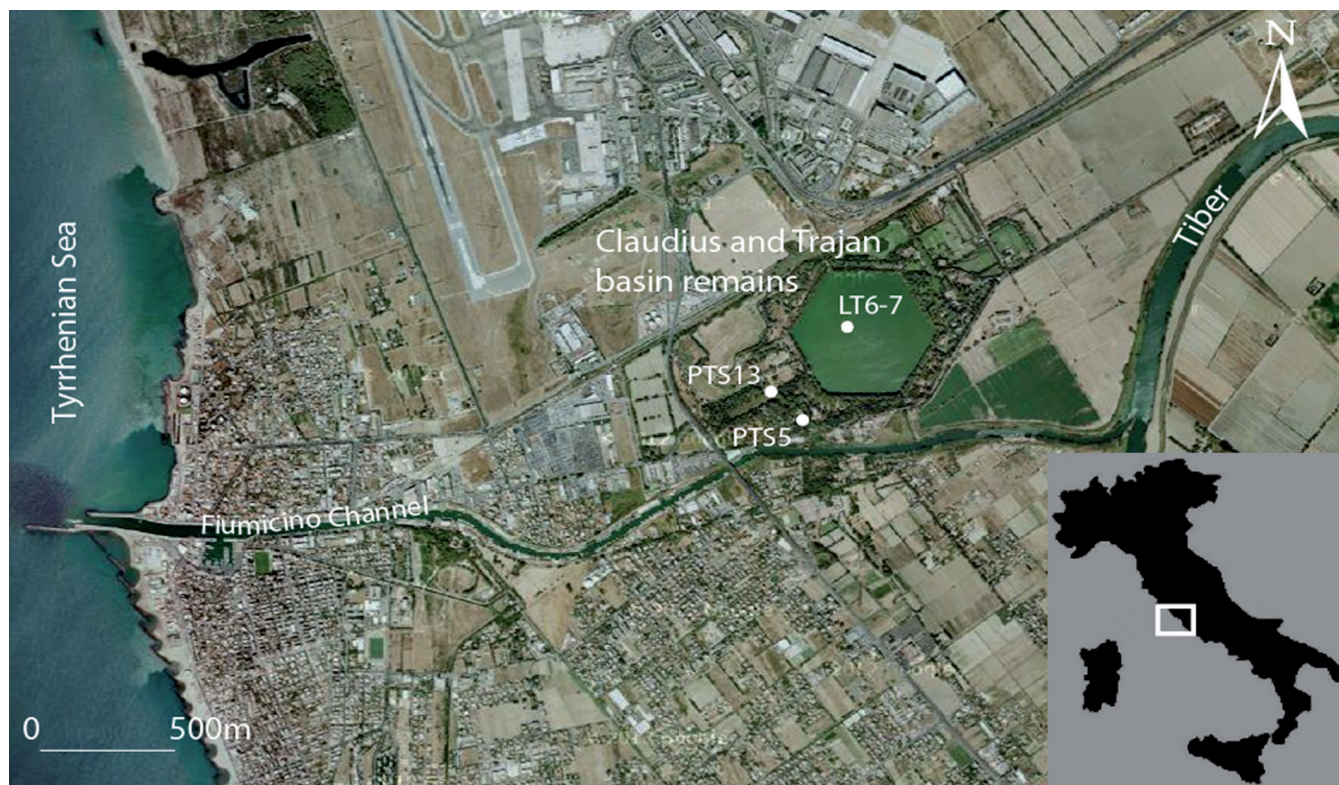 N
Tiber
Claudius and Trajan
basin remains
LT6-7
Tyrrhenian Sea
PTS13
PTS5
Fiumicino Channel
0 500m